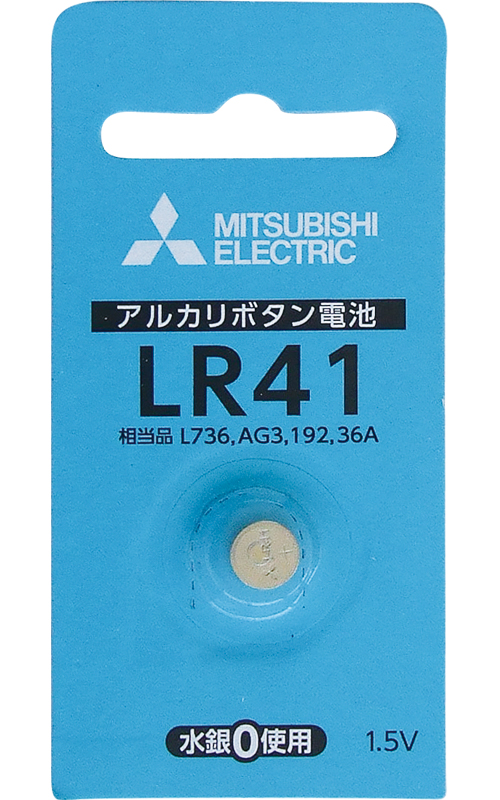 MITSUBISHI
ELECTRIC
アルカリボタン電池
LR41
相当品 L736,AG3,192,36A
水銀0使用
1.5V